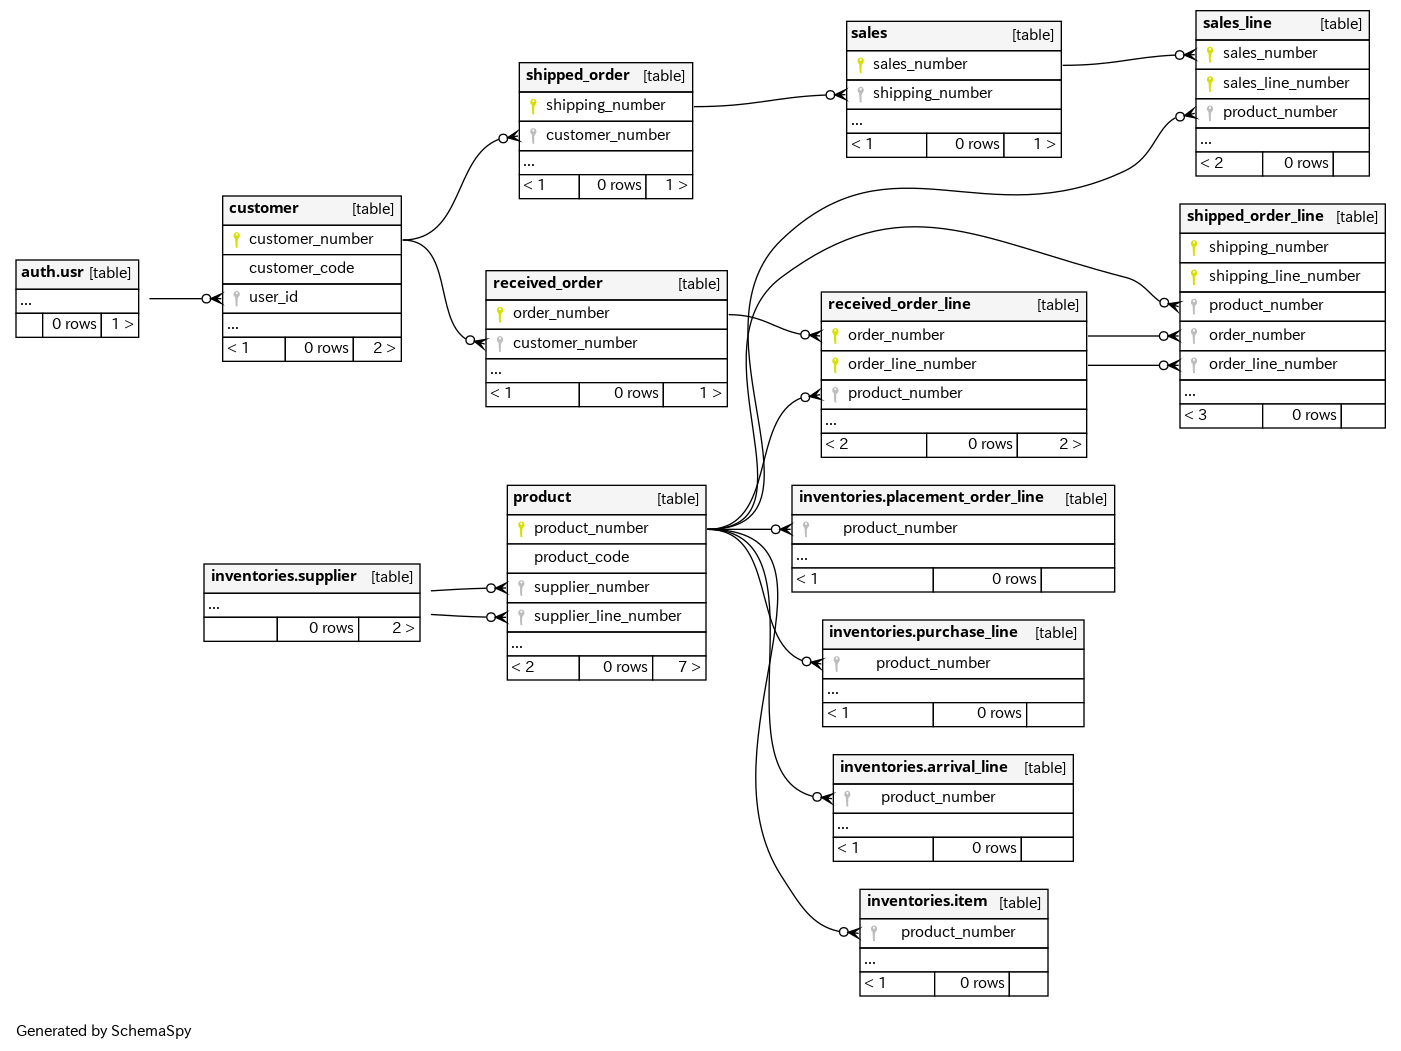 auth.usr [table]
...
0 rows 1 >
customer [table]
customer_number
customer_code
user_id
...
< 1 0 rows 2 >
inventories.supplier [table]
...
0 rows 2 >
shipped_order [table]
shipping_number
customer_number
...
< 1 0 rows 1 >
received_order [table]
order_number
customer_number
...
< 1 0 rows 1 >
product [table]
product_number
product_code
supplier_number
supplier_line_number
...
< 2 0 rows 7 >
sales [table]
sales_number
shipping_number
...
< 1 0 rows 1 >
received_order_line [table]
order_number
order_line_number
product_number
...
< 2 0 rows 2 >
inventories.placement_order_line [table]
product_number
...
< 1 0 rows
inventories.purchase_line [table]
product_number
...
< 1 0 rows
inventories.arrival_line [table]
product_number
...
< 1 0 rows
inventories.item [table]
product_number
...
< 1 0 rows
sales_line [table]
sales_number
sales_line_number
product_number
...
< 2 0 rows
shipped_order_line [table]
shipping_number
shipping_line_number
product_number
order_number
order_line_number
...
< 3 0 rows
Generated by SchemaSpy